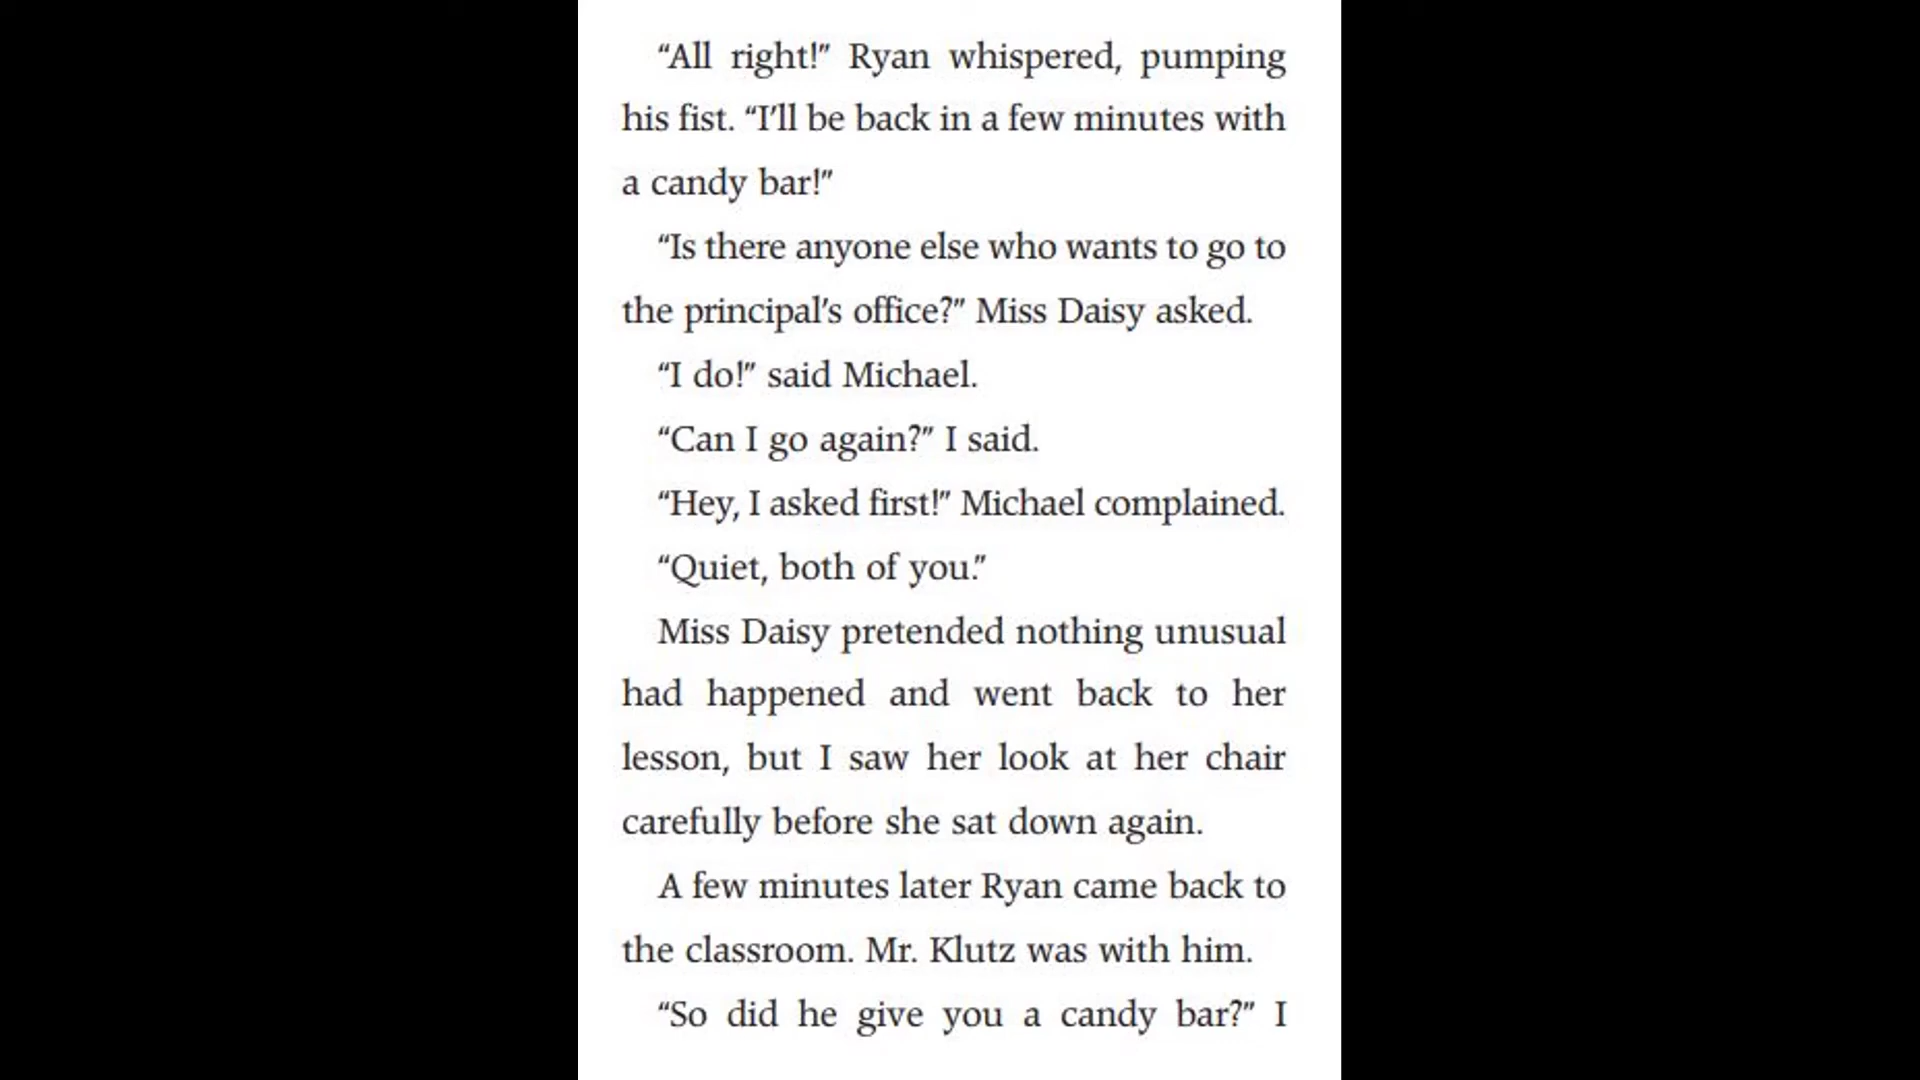 “All right!” Ryan whispered, pumping
his fist. “I’ll be back in a few minutes with
a candy bar!”
“Is there anyone else who wants to go to
the principal’s office?” Miss Daisy asked.
“I do!” said Michael.
“Can I go again?” I said.
“Hey, I asked first!” Michael complained.
“Quiet, both of you.”
Miss Daisy pretended nothing unusual
had happened and went back to her
lesson, but I saw her look at her chair
carefully before she sat down again.
A few minutes later Ryan came back to
the classroom. Mr. Klutz was with him.
“So did he give you a candy bar?” I